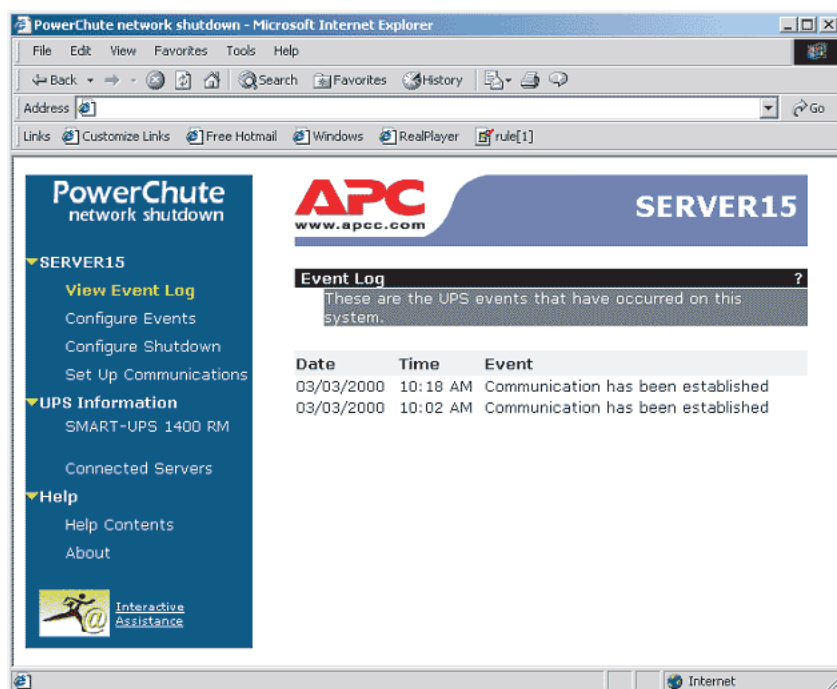 PowerChute network shutdown - Microsoft Internet Explorer
File Edit View Favorites Tools Help
Back Search Favorites History
Address Go
Links Customize Links Free Hotmail Windows RealPlayer rule[1]
PowerChute
network shutdown
SERVER15
View Event Log
Configure Events
Configure Shutdown
Set Up Communications
UPS Information
SMART-UPS 1400 RM
Connected Servers
Help
Help Contents
About
@
Interactive
Assistance
APC
www.apcc.com
SERVER15
Event Log ?
These are the UPS events that have occurred on this
system.
Date Time Event
03/03/2000 10:18 AM Communication has been established
03/03/2000 10:02 AM Communication has been established
Internet